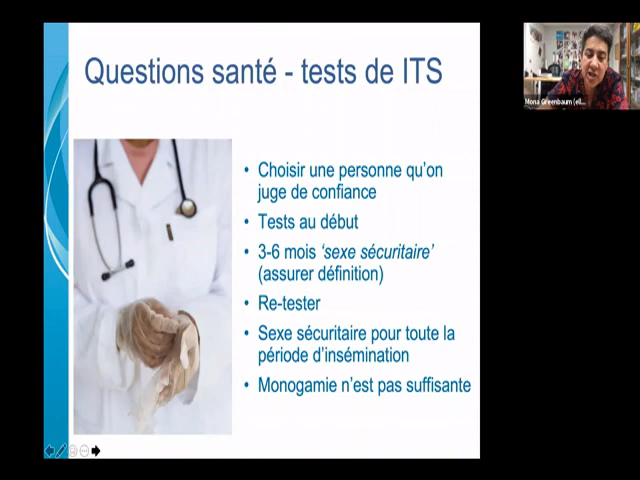 Questions santé - tests de ITS
• Choisir une personne qu'on
juge de confiance
• Tests au début
• 3-6 mois 'sexe sécuritaire'
(assurer définition)
• Re-tester
• Sexe sécuritaire pour toute la
période d'insémination
• Monogamie n'est pas suffisante
Mona Greenbaum (ell...